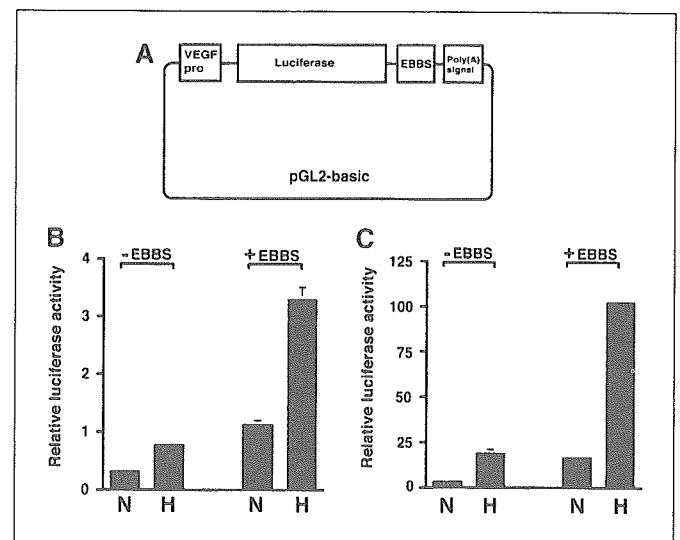 A
VEGF
pro
Luciferase
EBBS
Poly(A)
signal
pGL2-basic
B
-EBBS
+EBBS
Relative luciferase activity
4
3
2
1
0
N H N H
C
-EBBS
+EBBS
Relative luciferase activity
125
100
75
50
25
0
N H N H